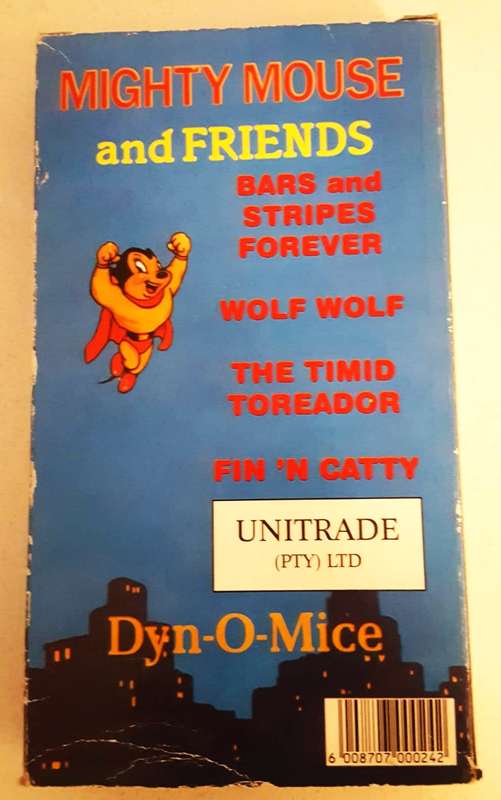 MIGHTY MOUSE
and FRIENDS
BARS and
STRIPES
FOREVER
WOLF WOLF
THE TIMID
TOREADOR
FIN 'N CATTY
UNITRADE
(PTY) LTD
Dyn-O-Mice
6 008707 000242